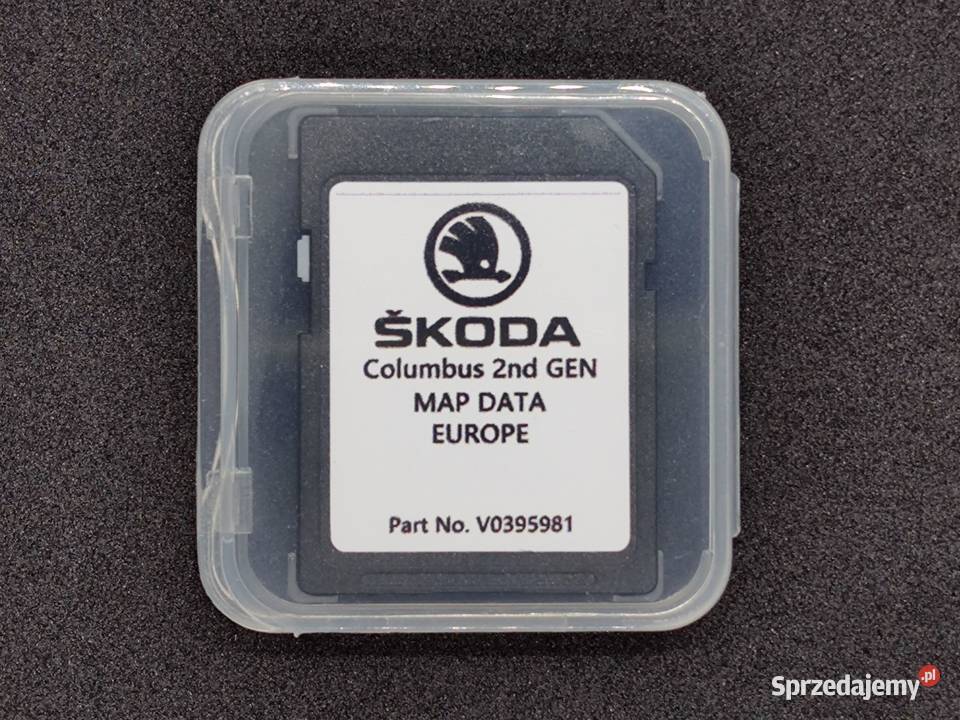 ŠKODA
Columbus 2nd GEN
MAP DATA
EUROPE
Part No. V0395981
Sprzedajemy.pl